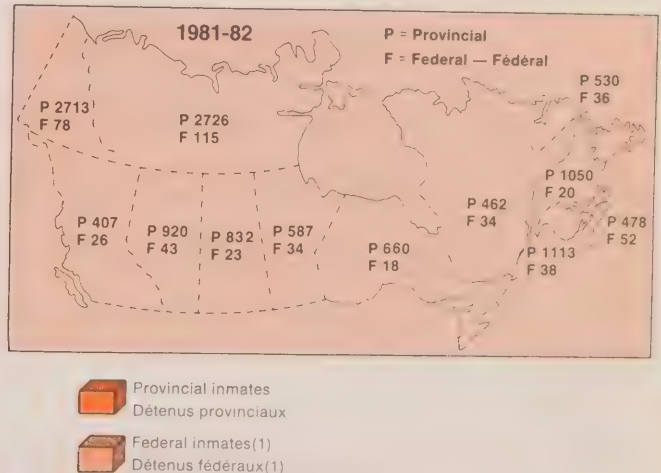 1981-82
P = Provincial
F = Federal — Fédéral
P 530
F 36
P 2713
F 78
P 2726
F 115
P 1050
F 20
P 407
F 26
P 920
F 43
P 832
F 23
P 587
F 34
P 462
F 34
P 478
F 52
P 660
F 18
P 1113
F 38
Provincial inmates
Détenus provinciaux
Federal inmates(1)
Détenus fédéraux(1)